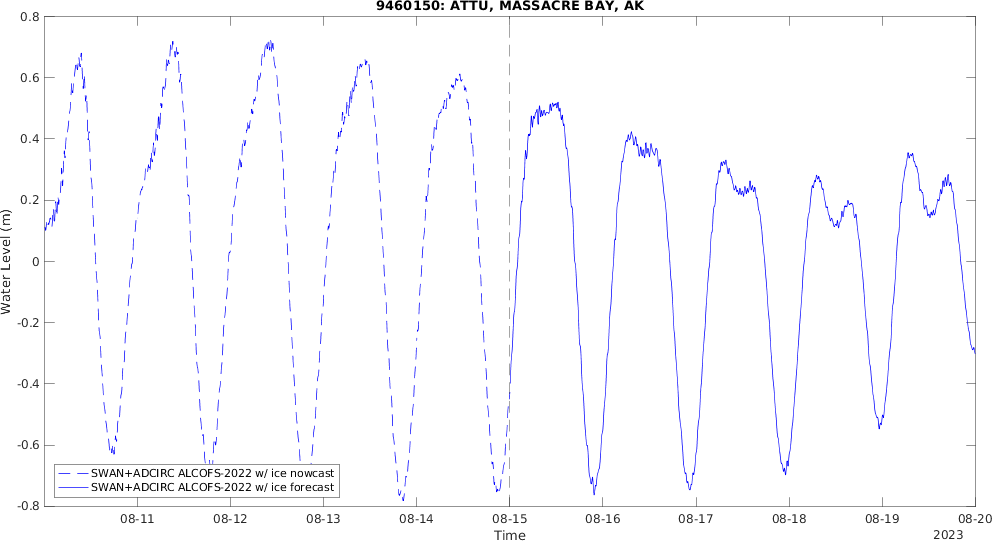 9460150: ATTU, MASSACRE BAY, AK
0.8
0.6
0.4
0.2
0
-0.2
-0.4
-0.6
-0.8
Water Level (m)
SWAN+ADCIRC ALCOFS-2022 w/ ice nowcast
SWAN+ADCIRC ALCOFS-2022 w/ ice forecast
08-11 08-12 08-13 08-14 08-15 08-16 08-17 08-18 08-19 08-20
Time
2023